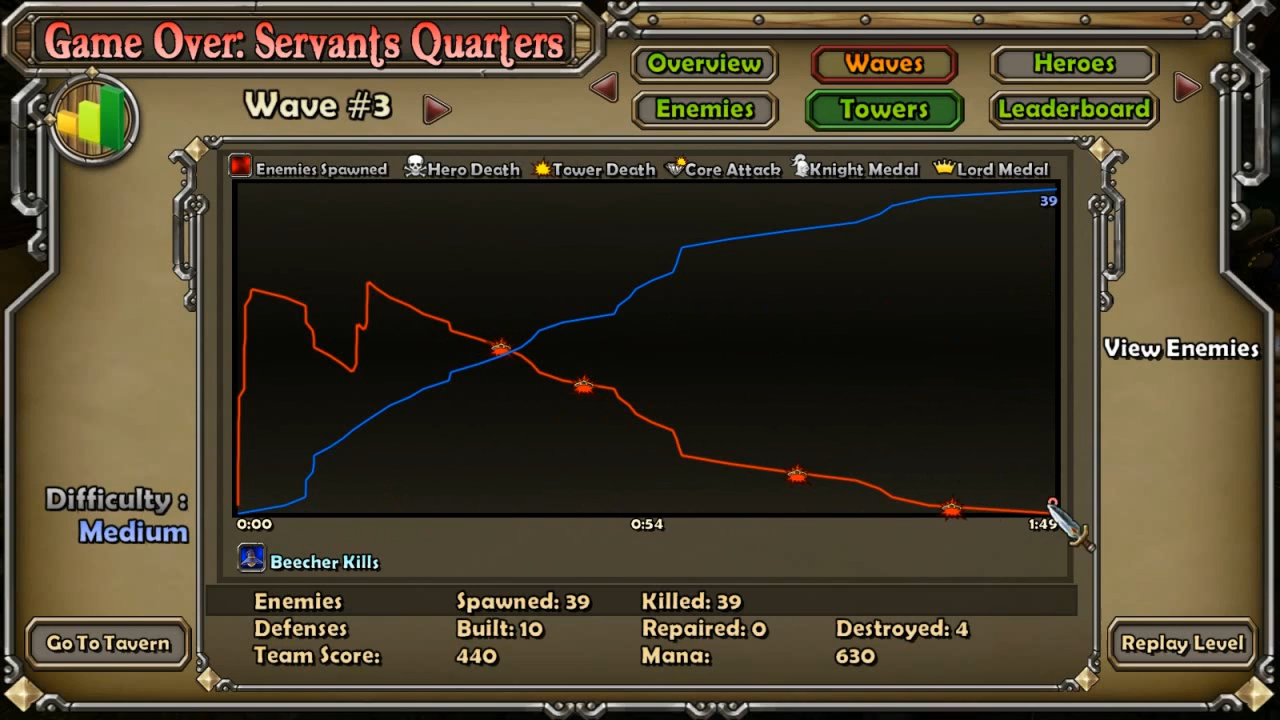 Game Over: Servants Quarters
Overview Waves Heroes
Wave #3
Enemies Towers Leaderboard
Enemies Spawned Hero Death Tower Death Core Attack Knight Medal Lord Medal
39
View Enemies
Difficulty :
Medium
0:00 0:54 1:49
Beecher Kills
Enemies Spawned: 39 Killed: 39
Defenses Built: 10 Repaired: 0 Destroyed: 4
Team Score: 440 Mana: 630
Go To Tavern
Replay Level